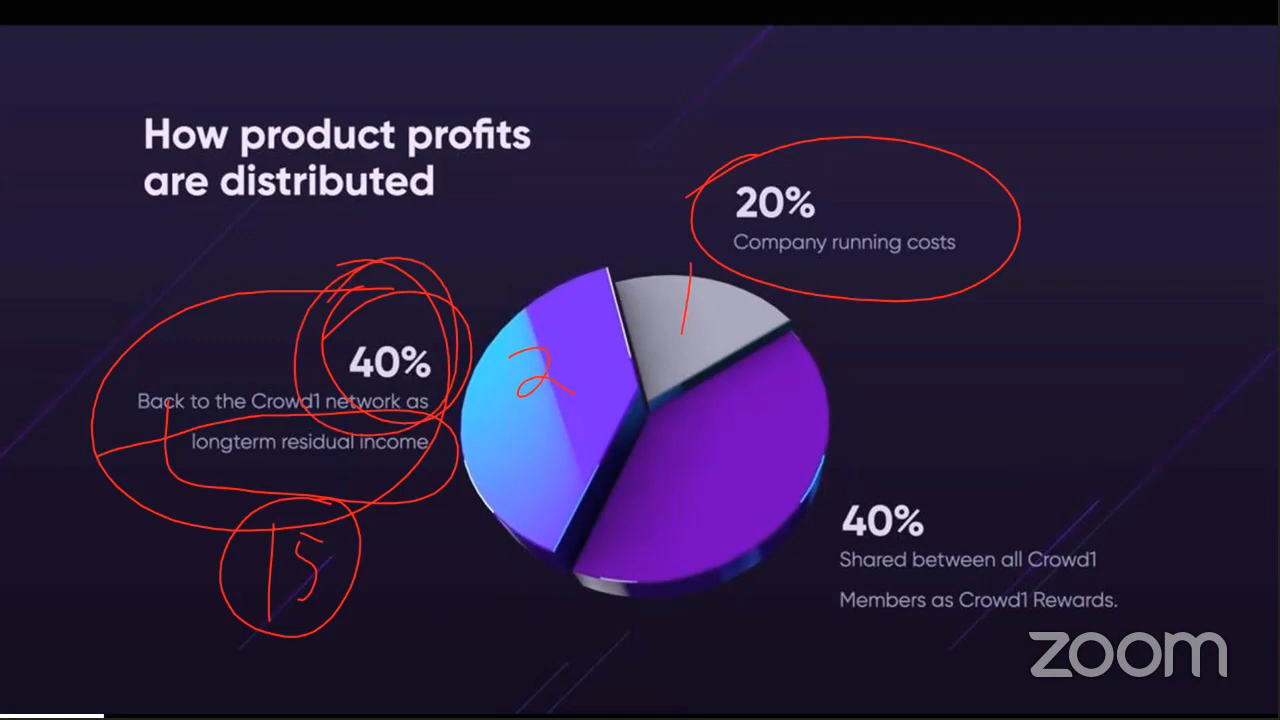 How product profits
are distributed
20%
Company running costs
40%
Back to the Crowd1 network as
longterm residual income
1
2
15
40%
Shared between all Crowd1
Members as Crowd1 Rewards.
zoom